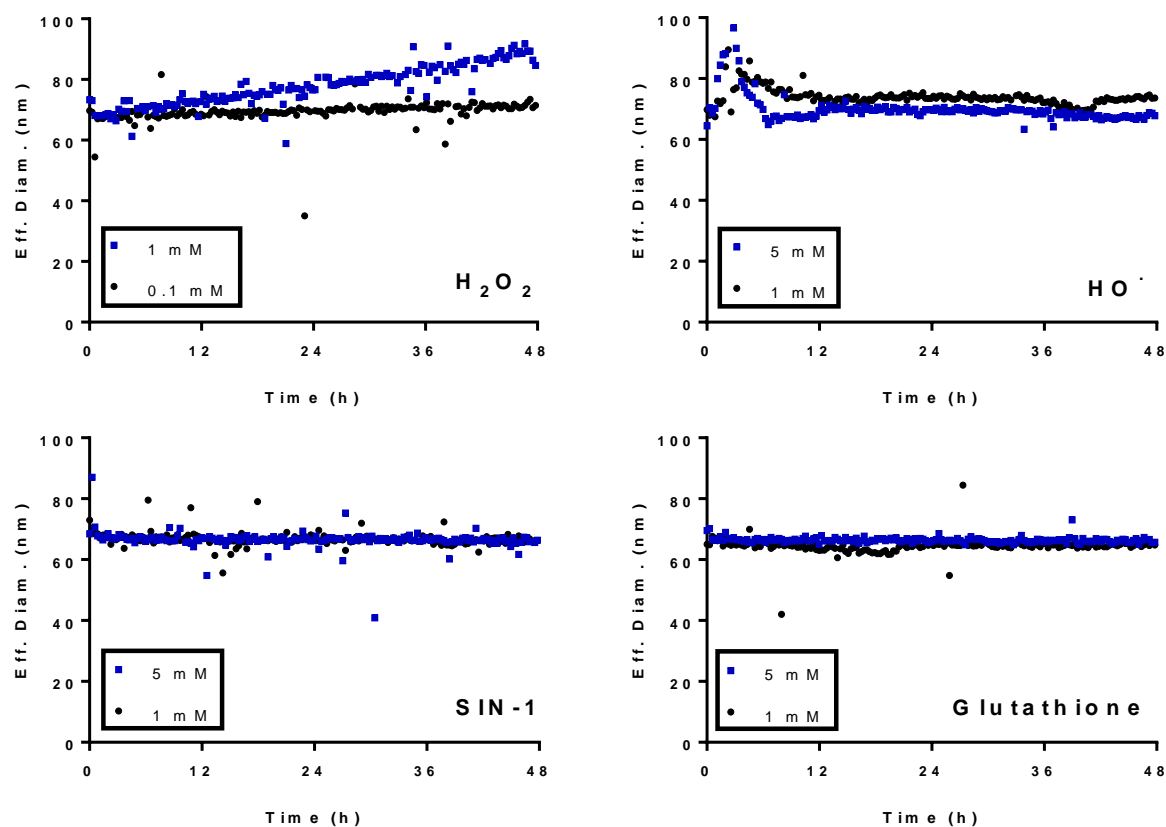 Eff. Diam. (nm)
100
80
60
40
20
0
1 mM
0.1 mM
H2O2
0 12 24 36 48
Time (h)
Eff. Diam. (nm)
100
80
60
40
20
0
5 mM
1 mM
HO·
0 12 24 36 48
Time (h)
Eff. Diam. (nm)
100
80
60
40
20
0
5 mM
1 mM
SIN-1
0 12 24 36 48
Time (h)
Eff. Diam. (nm)
100
80
60
40
20
0
5 mM
1 mM
Glutathione
0 12 24 36 48
Time (h)